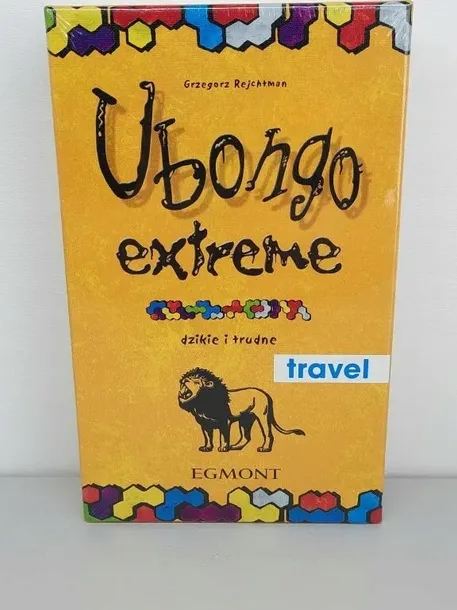 Grzegorz Rejchtman
Ubongo
extreme
dzikie i trudne
travel
EGMONT